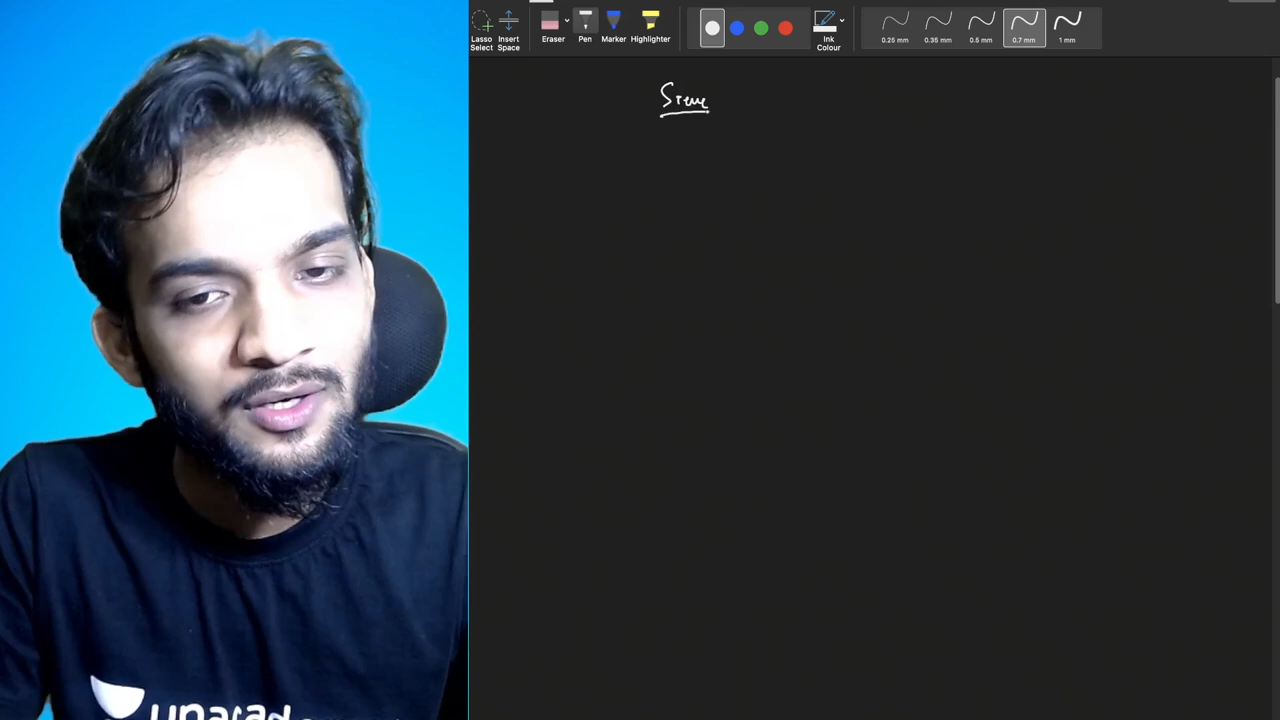 Lasso
Select
Insert
Space
Eraser
Pen
Marker
Highlighter
Ink
Colour
0.25 mm
0.35 mm
0.5 mm
0.7 mm
1 mm
Sieve